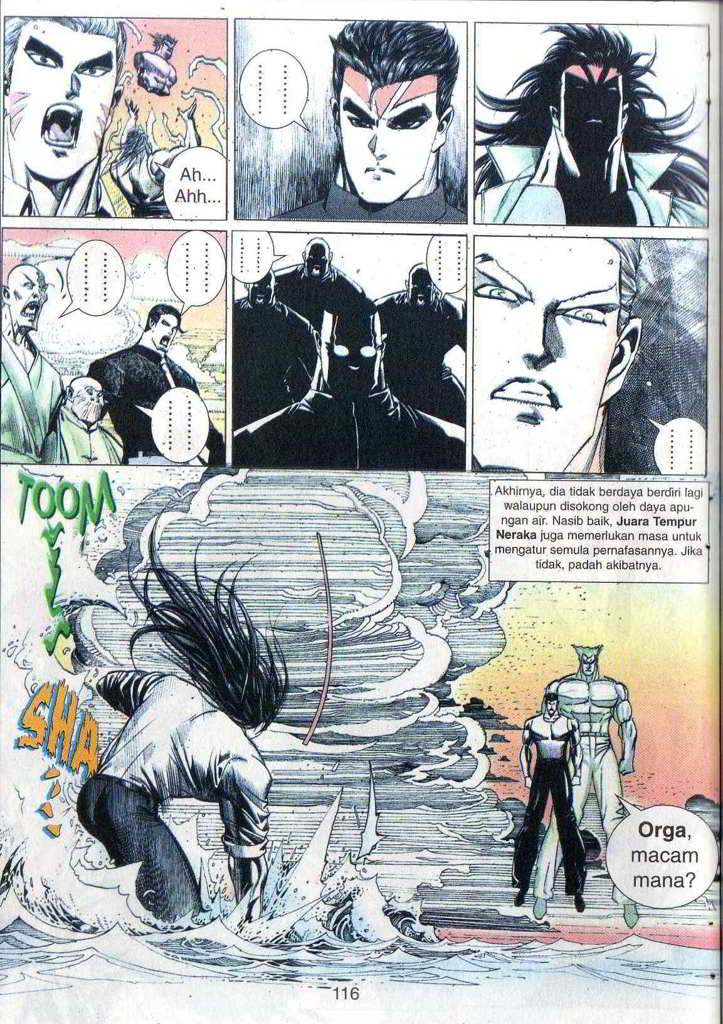 Ah...
Ahh...
.......
.......
.......
.......
.......
.......
.......
.......
.......
.......
.......
.......
.......
.......
TOOM
Akhirnya, dia tidak berdaya berdiri lagi
walaupun disokong oleh daya apu-
ngan air. Nasib baik, Juara Tempur
Neraka juga memerlukan masa untuk
mengatur semula pernafasannya. Jika
tidak, padah akibatnya.
SHA
Orga,
macam
mana?
116